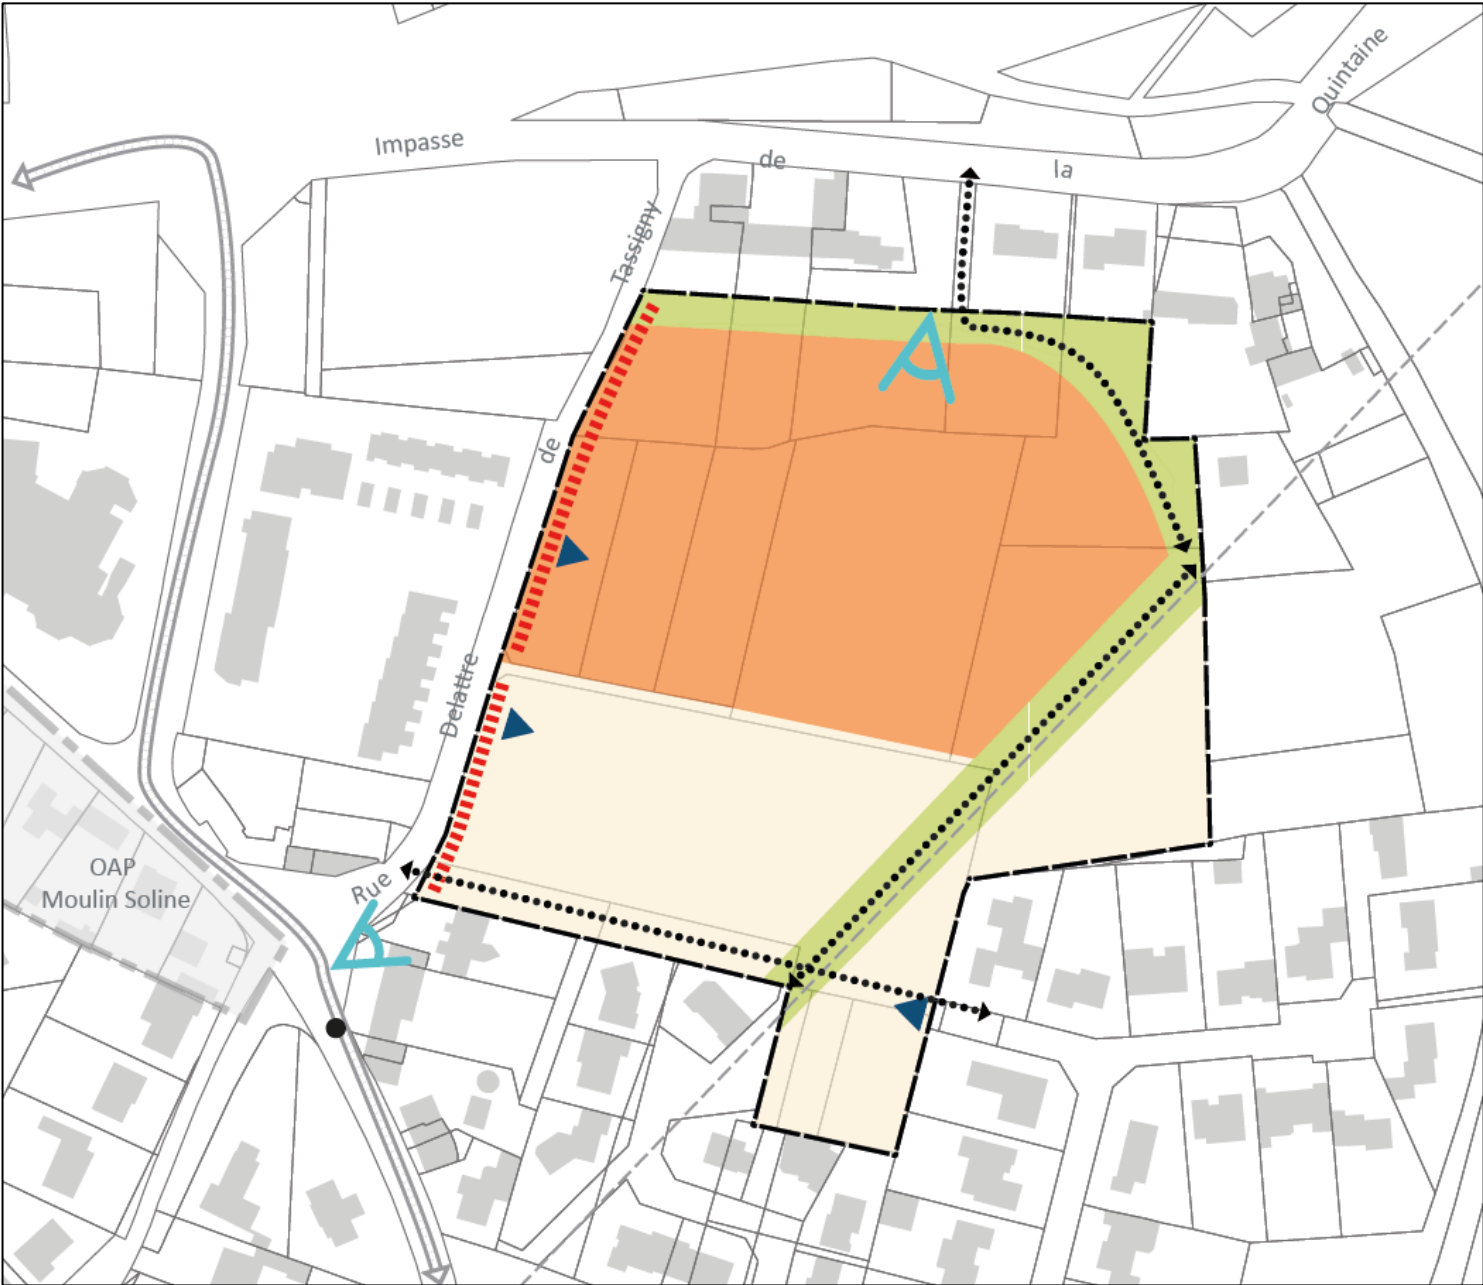 Quintaine
Impasse
de
la
Tassigny
de
Delattre
Rue
OAP
Moulin Soline